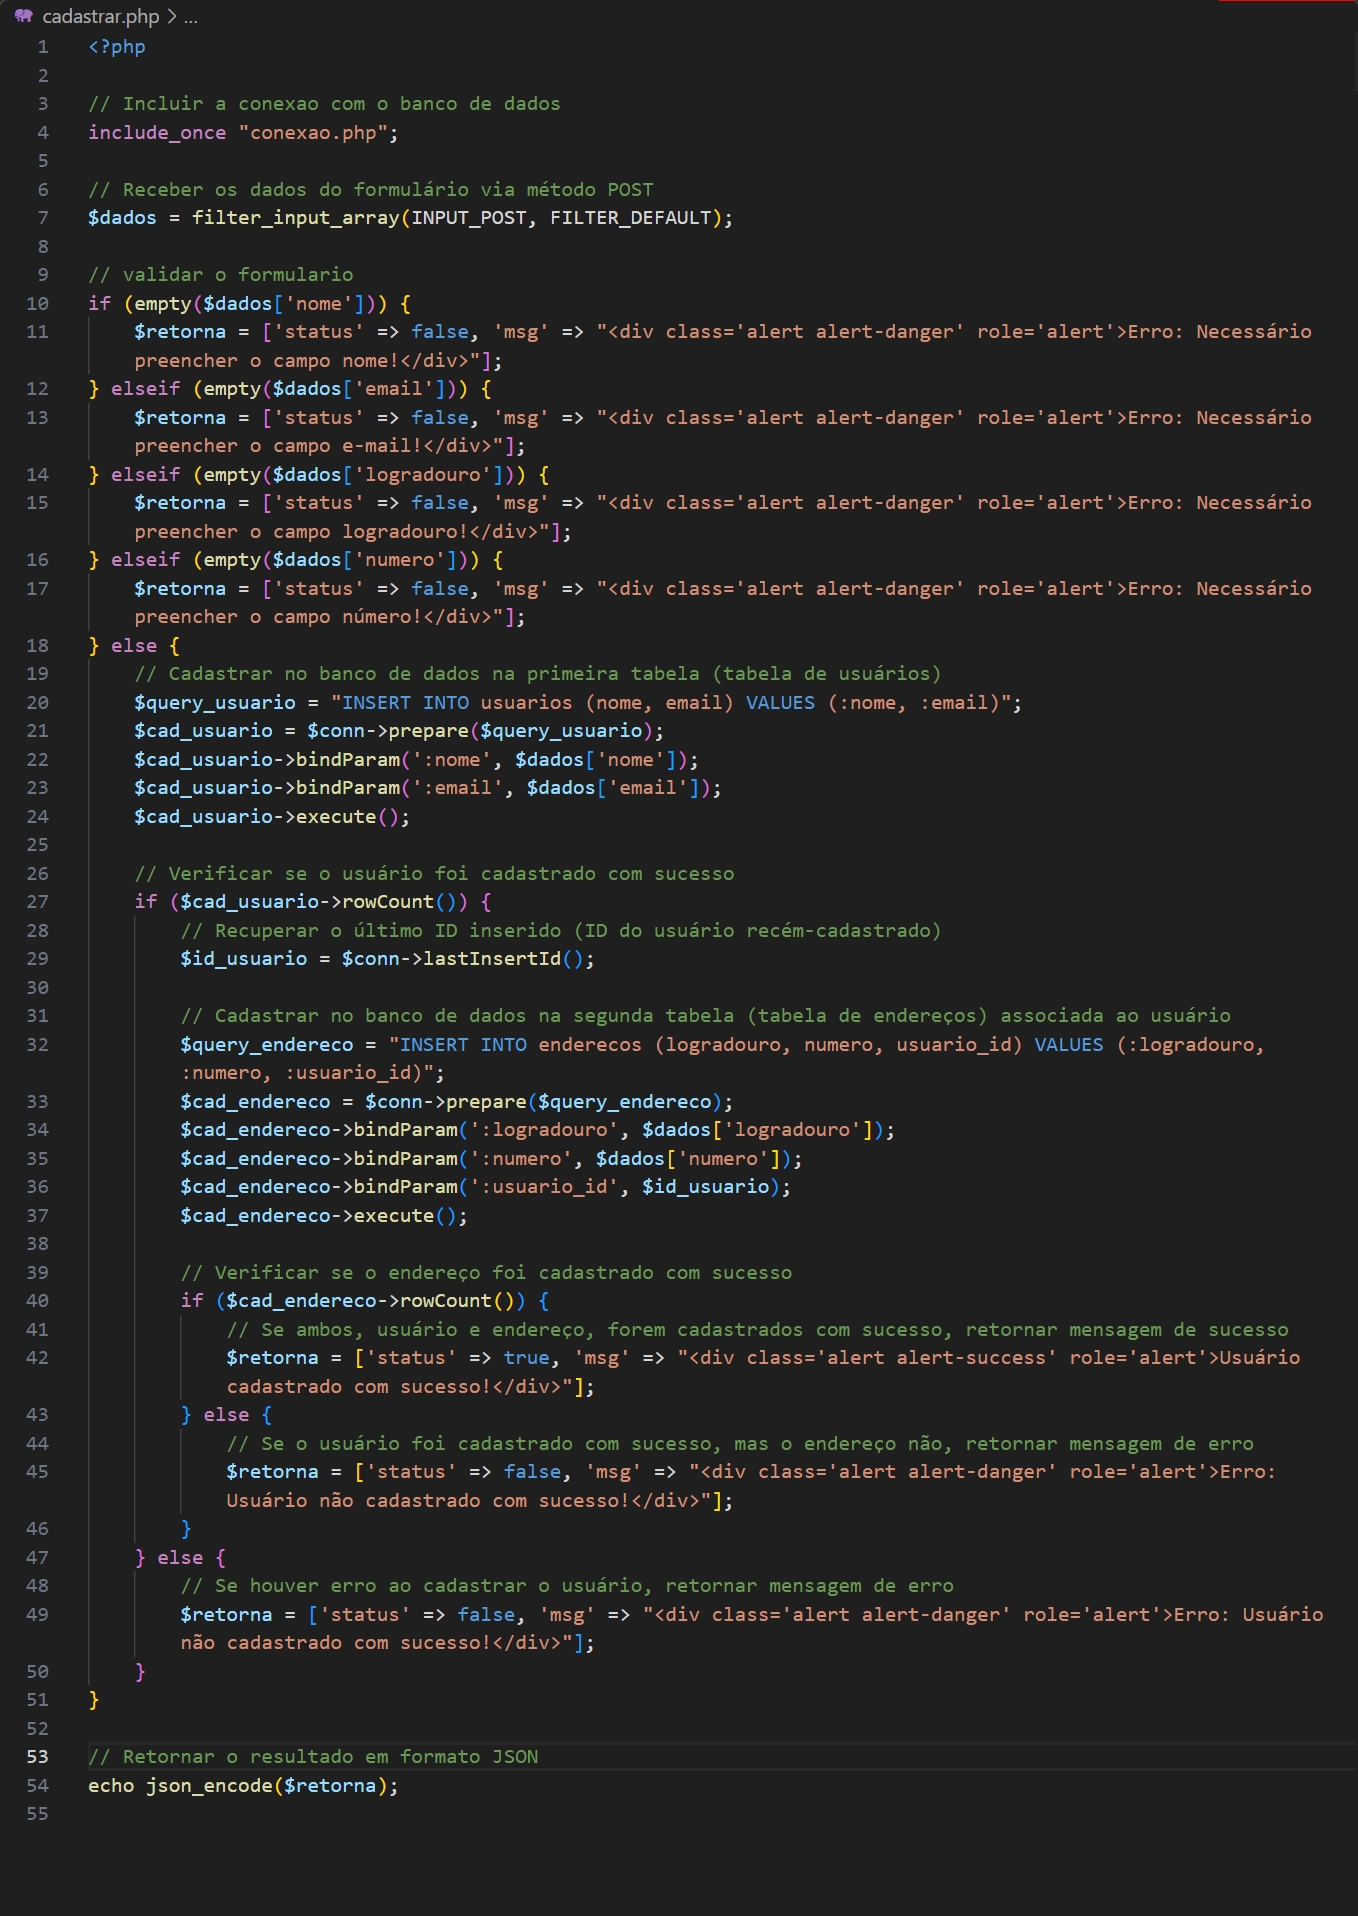 cadastrar.php > ...
1 <?php
2
3 // Incluir a conexao com o banco de dados
4 include_once "conexao.php";
5
6 // Receber os dados do formulário via método POST
7 $dados = filter_input_array(INPUT_POST, FILTER_DEFAULT);
8
9 // validar o formulario
10 if (empty($dados['nome'])) {
11 $retorna = ['status' => false, 'msg' => "<div class='alert alert-danger' role='alert'>Erro: Necessário
preencher o campo nome!</div>"];
12 } elseif (empty($dados['email'])) {
13 $retorna = ['status' => false, 'msg' => "<div class='alert alert-danger' role='alert'>Erro: Necessário
preencher o campo e-mail!</div>"];
14 } elseif (empty($dados['logradouro'])) {
15 $retorna = ['status' => false, 'msg' => "<div class='alert alert-danger' role='alert'>Erro: Necessário
preencher o campo logradouro!</div>"];
16 } elseif (empty($dados['numero'])) {
17 $retorna = ['status' => false, 'msg' => "<div class='alert alert-danger' role='alert'>Erro: Necessário
preencher o campo número!</div>"];
18 } else {
19 // Cadastrar no banco de dados na primeira tabela (tabela de usuários)
20 $query_usuario = "INSERT INTO usuarios (nome, email) VALUES (:nome, :email)";
21 $cad_usuario = $conn->prepare($query_usuario);
22 $cad_usuario->bindParam(':nome', $dados['nome']);
23 $cad_usuario->bindParam(':email', $dados['email']);
24 $cad_usuario->execute();
25
26 // Verificar se o usuário foi cadastrado com sucesso
27 if ($cad_usuario->rowCount()) {
28 // Recuperar o último ID inserido (ID do usuário recém-cadastrado)
29 $id_usuario = $conn->lastInsertId();
30
31 // Cadastrar no banco de dados na segunda tabela (tabela de endereços) associada ao usuário
32 $query_endereco = "INSERT INTO enderecos (logradouro, numero, usuario_id) VALUES (:logradouro,
:numero, :usuario_id)";
33 $cad_endereco = $conn->prepare($query_endereco);
34 $cad_endereco->bindParam(':logradouro', $dados['logradouro']);
35 $cad_endereco->bindParam(':numero', $dados['numero']);
36 $cad_endereco->bindParam(':usuario_id', $id_usuario);
37 $cad_endereco->execute();
38
39 // Verificar se o endereço foi cadastrado com sucesso
40 if ($cad_endereco->rowCount()) {
41 // Se ambos, usuário e endereço, forem cadastrados com sucesso, retornar mensagem de sucesso
42 $retorna = ['status' => true, 'msg' => "<div class='alert alert-success' role='alert'>Usuário
cadastrado com sucesso!</div>"];
43 } else {
44 // Se o usuário foi cadastrado com sucesso, mas o endereço não, retornar mensagem de erro
45 $retorna = ['status' => false, 'msg' => "<div class='alert alert-danger' role='alert'>Erro:
Usuário não cadastrado com sucesso!</div>"];
46 }
47 } else {
48 // Se houver erro ao cadastrar o usuário, retornar mensagem de erro
49 $retorna = ['status' => false, 'msg' => "<div class='alert alert-danger' role='alert'>Erro: Usuário
não cadastrado com sucesso!</div>"];
50 }
51 }
52
53 // Retornar o resultado em formato JSON
54 echo json_encode($retorna);
55